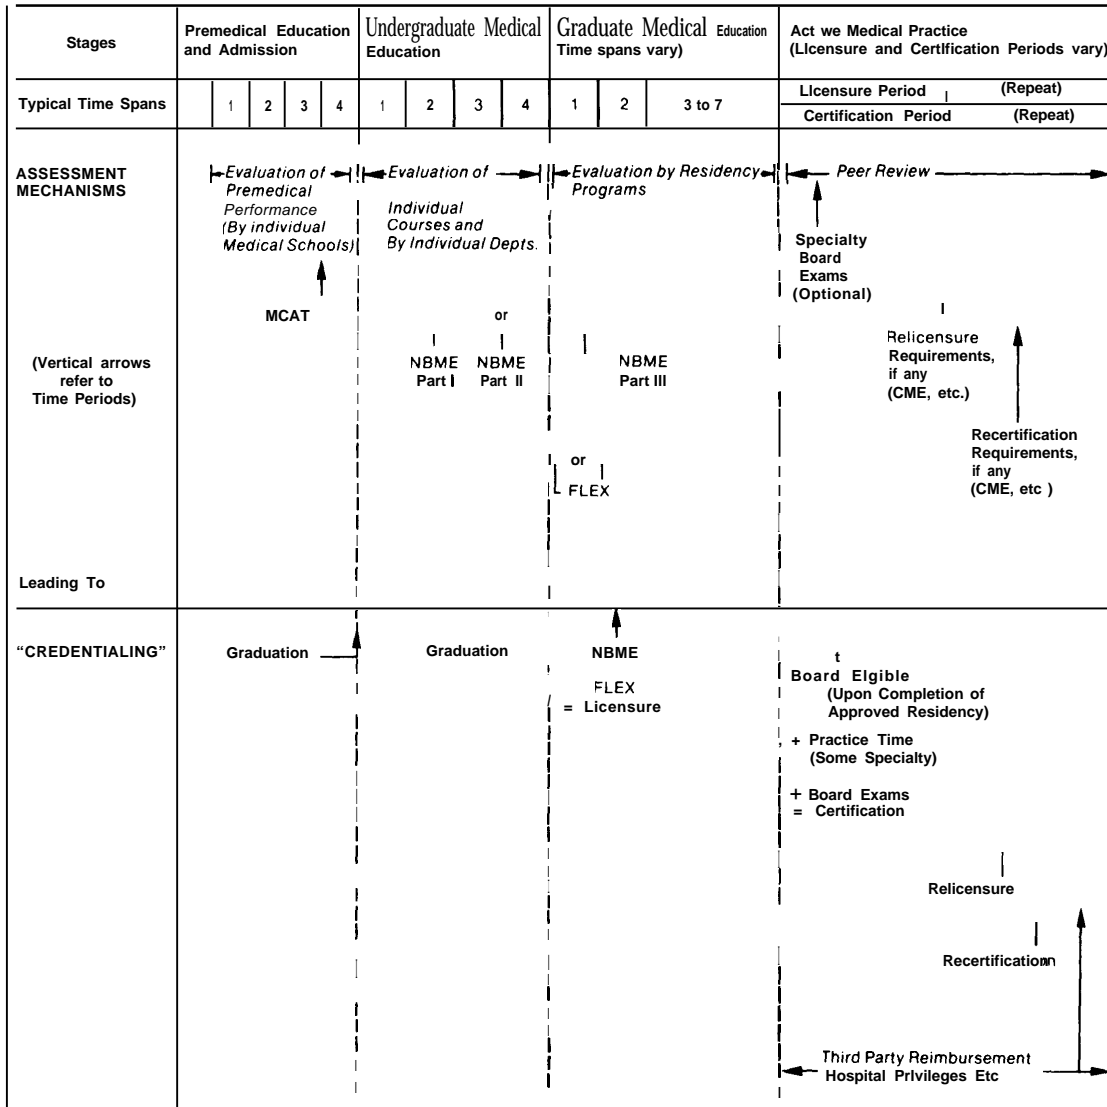 Stages
Premedical Education
and Admission
Undergraduate Medical
Education
Graduate Medical Education
Time spans vary)
Act we Medical Practice
(LIcensure and CertIfication Periods vary)
Typical Time Spans
1 2 3 4
1 2 3 4
1 2 3 to 7
LIcensure Period (Repeat)
Certification Period (Repeat)
ASSESSMENT
MECHANISMS
Evaluation of
Premedical
Performance
(By individual
Medical Schools)
Evaluation of
Individual
Courses and
By Individual Depts.
Evaluation by Residency
Programs
Peer Review
Specialty
Board
Exams
(Optional)
MCAT
or
(Vertical arrows
refer to
Time Periods)
NBME
Part I
NBME
Part II
NBME
Part III
Relicensure
Requirements,
if any
(CME, etc.)
or
FLEX
Recertification
Requirements,
if any
(CME, etc )
Leading To
"CREDENTIALING"
Graduation
Graduation
NBME
FLEX
= Licensure
t
Board Elgible
(Upon Completion of
Approved Residency)
+ Practice Time
(Some Specialty)
+ Board Exams
= Certification
Relicensure
Recertification
Third Party Reimbursement
Hospital PrIvileges Etc